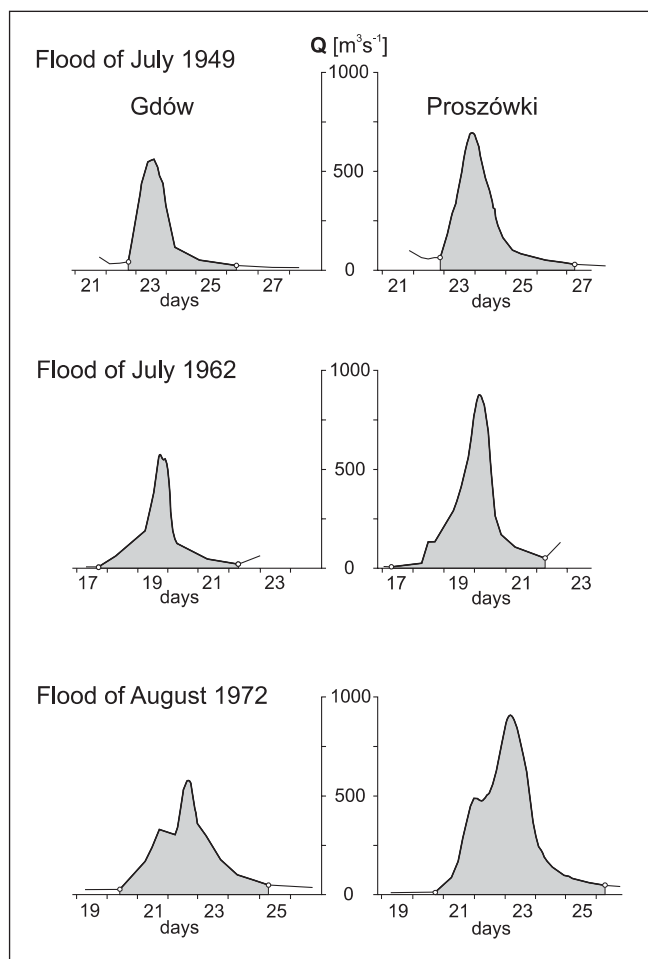 Flood of July 1949
Q [m³s⁻¹]
Gdów
Proszówki
1000
500
0
21 23 25 27
days
21 23 25 27
days
Flood of July 1962
1000
500
0
17 19 21 23
days
17 19 21 23
days
Flood of August 1972
1000
500
0
19 21 23 25
days
19 21 23 25
days